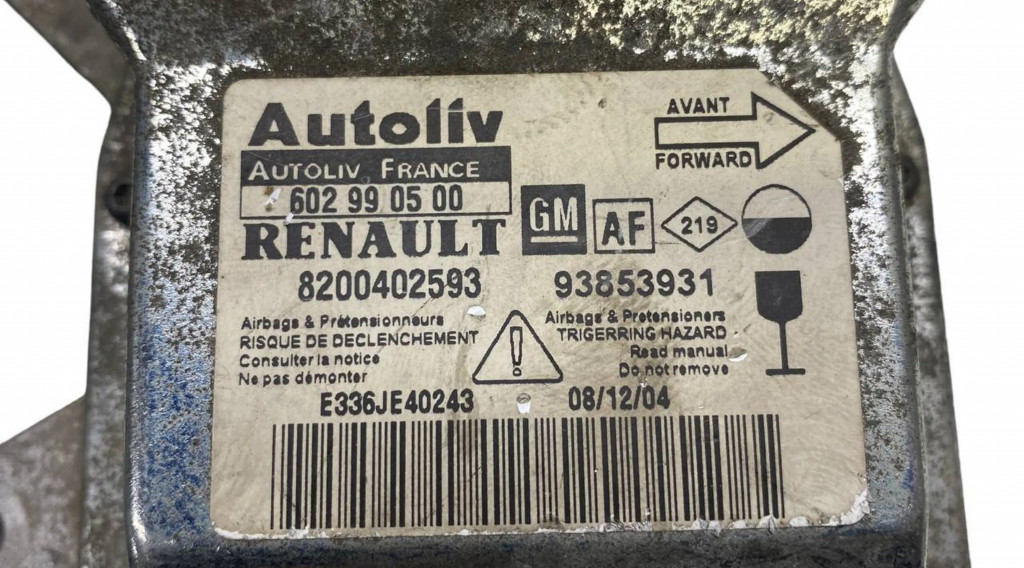 Autoliv
AUTOLIV FRANCE
602 99 05 00
RENAULT
8200402593
AVANT
FORWARD
GM
AF
219
93853931
Airbags & Prétensionneurs
RISQUE DE DECLENCHEMENT
Consulter la notice
Ne pas démonter
!
Airbags & Pretensioners
TRIGERRING HAZARD
Read manual
Do not remove
E336JE40243
08/12/04